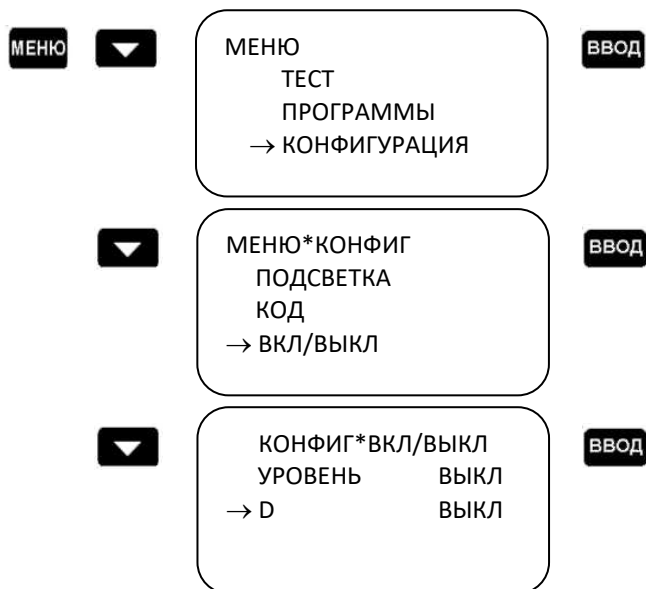 МЕНЮ
МЕНЮ
ТЕСТ
ПРОГРАММЫ
→ КОНФИГУРАЦИЯ
ВВОД
МЕНЮ*КОНФИГ
ПОДСВЕТКА
КОД
→ ВКЛ/ВЫКЛ
ВВОД
КОНФИГ*ВКЛ/ВЫКЛ
УРОВЕНЬ ВЫКЛ
→ D ВЫКЛ
ВВОД